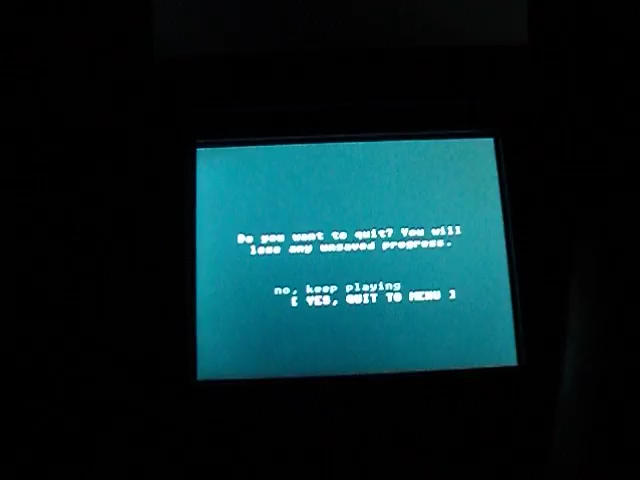 Do you want to quit? You will
lose any unsaved progress.
no, keep playing
[ YES, QUIT TO MENU ]